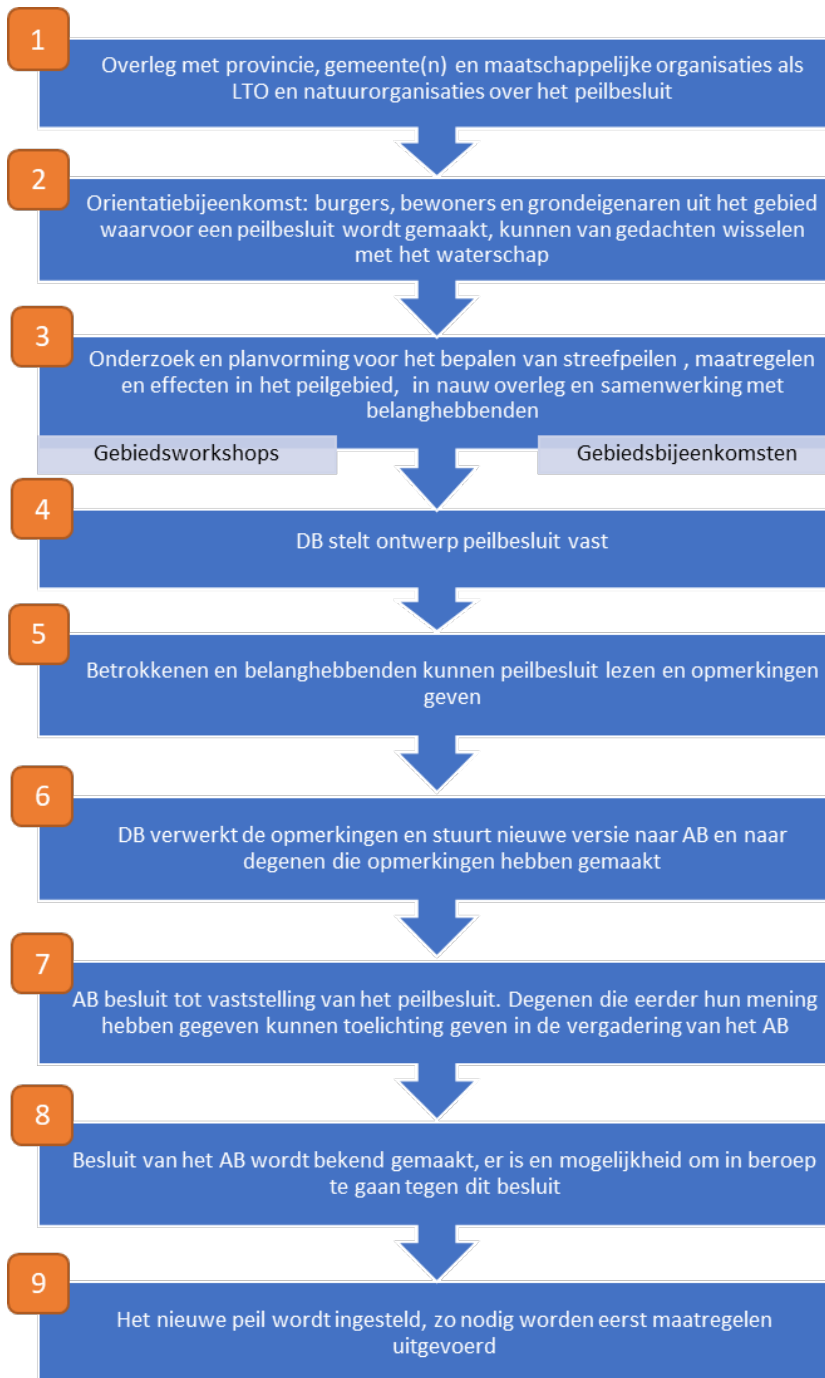 1
Overleg met provincie, gemeente(n) en maatschappelijke organisaties als
LTO en natuurorganisaties over het peilbesluit
2
Orientatiebijeenkomst: burgers, bewoners en grondeigenaren uit het gebied
waarvoor een peilbesluit wordt gemaakt, kunnen van gedachten wisselen
met het waterschap
3
Onderzoek en planvorming voor het bepalen van streefpeilen , maatregelen
en effecten in het peilgebied, in nauw overleg en samenwerking met
belanghebbenden
Gebiedsworkshops
Gebiedsbijeenkomsten
4
DB stelt ontwerp peilbesluit vast
5
Betrokkenen en belanghebbenden kunnen peilbesluit lezen en opmerkingen
geven
6
DB verwerkt de opmerkingen en stuurt nieuwe versie naar AB en naar
degenen die opmerkingen hebben gemaakt
7
AB besluit tot vaststelling van het peilbesluit. Degenen die eerder hun mening
hebben gegeven kunnen toelichting geven in de vergadering van het AB
8
Besluit van het AB wordt bekend gemaakt, er is en mogelijkheid om in beroep
te gaan tegen dit besluit
9
Het nieuwe peil wordt ingesteld, zo nodig worden eerst maatregelen
uitgevoerd